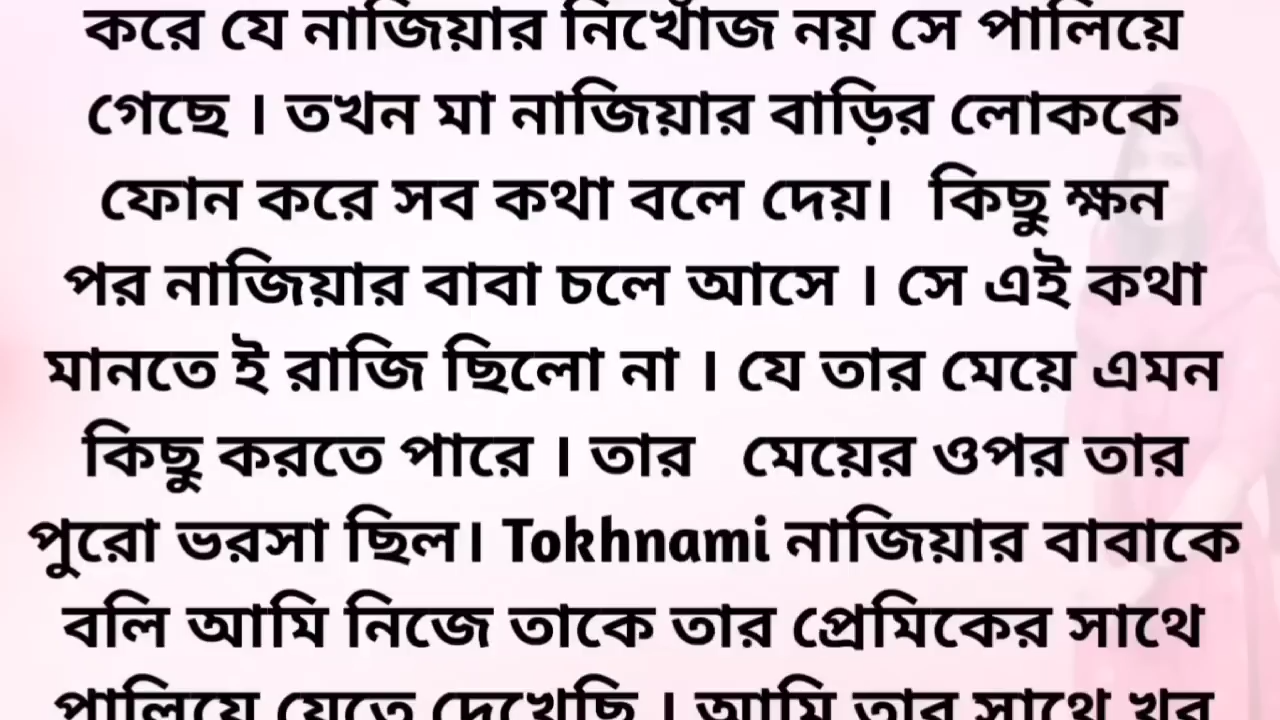 করে যে নাজিয়ার নিখোঁজ নয় সে পালিয়ে
গেছে । তখন মা নাজিয়ার বাড়ির লোককে
ফোন করে সব কথা বলে দেয়। কিছু ক্ষন
পর নাজিয়ার বাবা চলে আসে । সে এই কথা
মানতে ই রাজি ছিলো না । যে তার মেয়ে এমন
কিছু করতে পারে । তার মেয়ের ওপর তার
পুরো ভরসা ছিল। Tokhnami নাজিয়ার বাবাকে
বলি আমি নিজে তাকে তার প্রেমিকের সাথে
পালিয়ে যেতে দেখেছি । আমি তার সাথে খুব